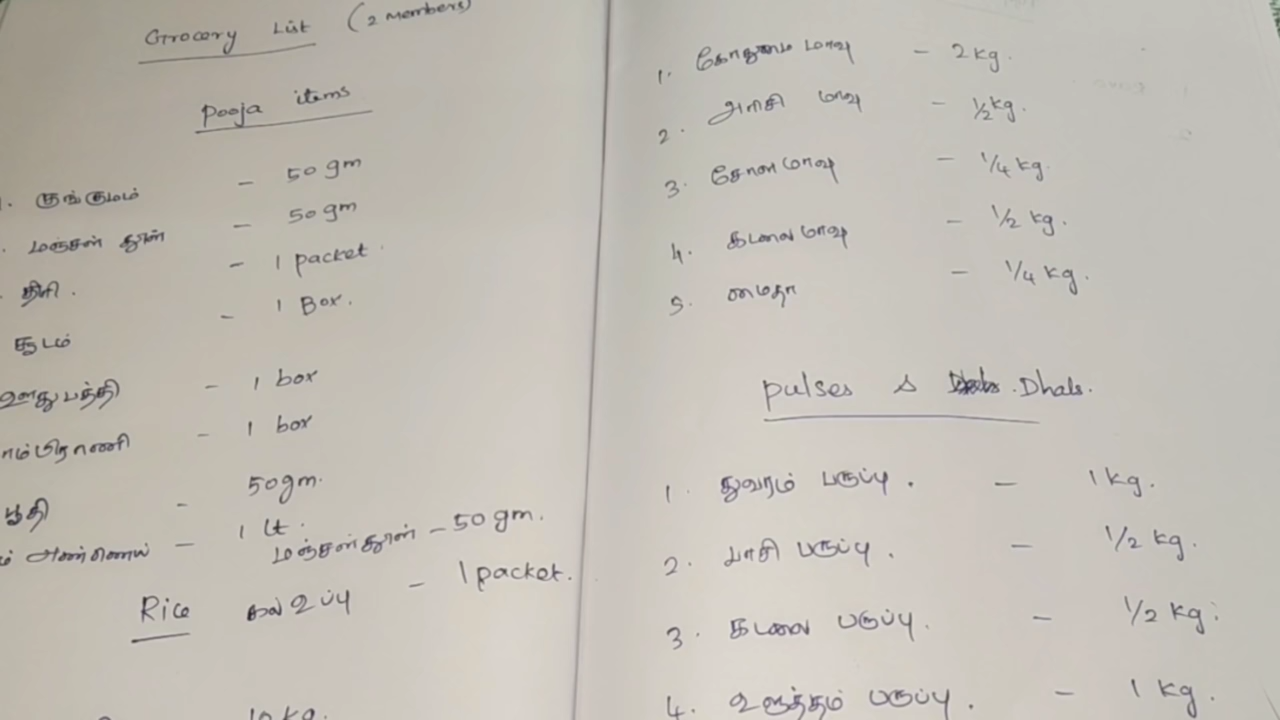 Grocery List (2 members)
Pooja items
1. குங்குமம் - 50 gm
மஞ்சள் தூள் - 50 gm
திரி. - 1 packet.
சூடம் - 1 Box.
ஊதுபத்தி - 1 box
ம்பிராணி - 1 box
பூதி - 50gm.
எண்ணெய் - 1 Lt.
மஞ்சள்தூள் - 50 gm.
Rice கல் உப்பு - 1 packet.
10 kg.
1. கோதுமை மாவு - 2 kg.
2. அரிசி மாவு - 1/2 kg.
3. சோளமாவு - 1/4 kg.
4. கடலை மாவு - 1/2 kg.
5. மைதா - 1/4 kg.
Pulses & Dhals.
1. துவரம் பருப்பு. - 1 kg.
2. பாசி பருப்பு. - 1/2 kg.
3. கடலை பருப்பு. - 1/2 kg.
4. உளுத்தம் பருப்பு. - 1 kg.